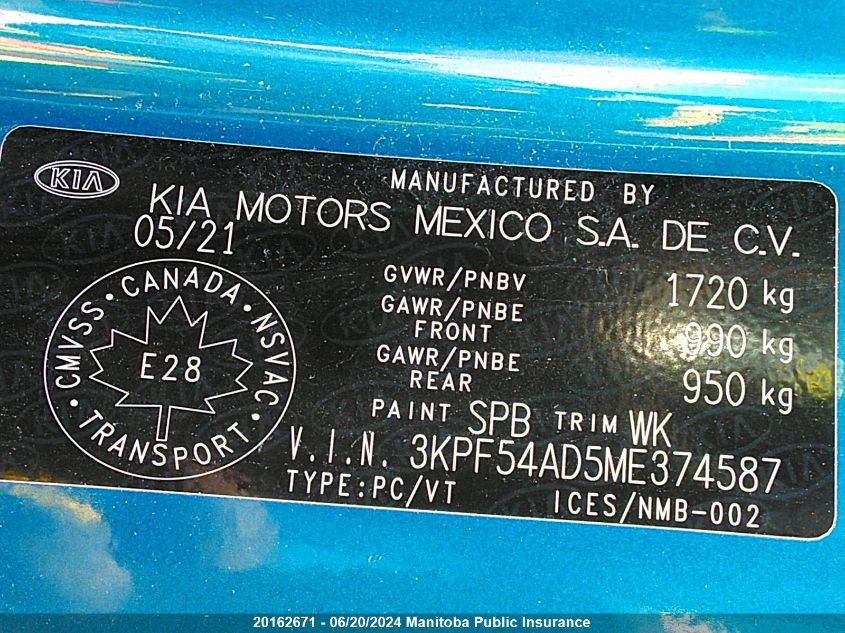 KIA
MANUFACTURED BY
KIA MOTORS MEXICO S.A. DE C.V.
05/21
GVWR/PNBV 1720 kg
GAWR/PNBE FRONT 990 kg
GAWR/PNBE REAR 950 kg
PAINT SPB TRIM WK
V.I.N. 3KPF54AD5ME374587
TYPE:PC/VT ICES/NMB-002
CMVSS • CANADA • NSVAC • TRANSPORT •
E28
20162671 - 06/20/2024 Manitoba Public Insurance